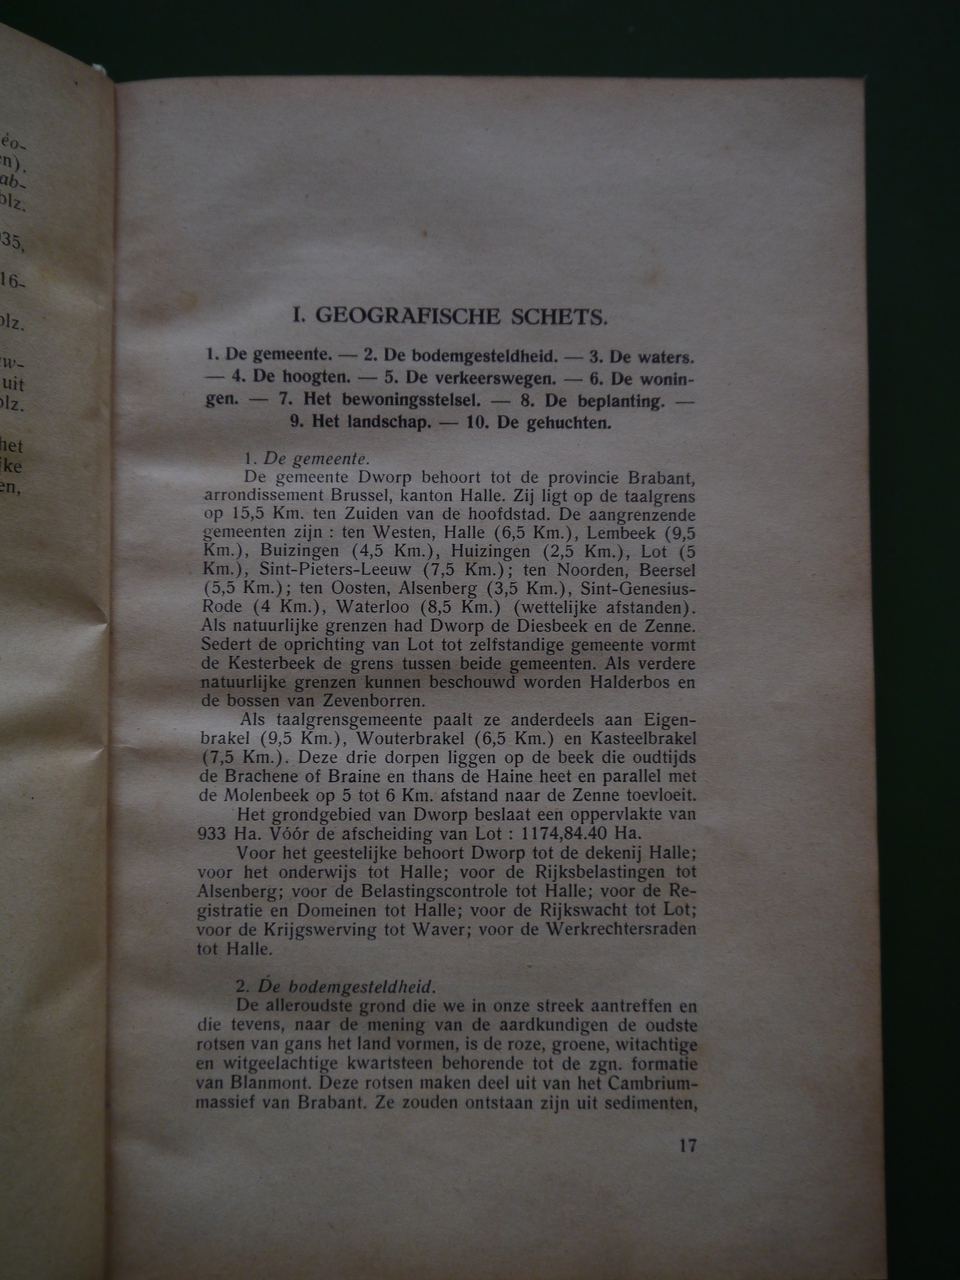 éo-
en).
ab-
blz.
935,
16-
blz.
uw-
uit
blz.
het
ke
en,
I. GEOGRAFISCHE SCHETS.
1. De gemeente. — 2. De bodemgesteldheid. — 3. De waters.
— 4. De hoogten. — 5. De verkeerswegen. — 6. De wonin-
gen. — 7. Het bewoningsstelsel. — 8. De beplanting. —
9. Het landschap. — 10. De gehuchten.
1. De gemeente.
De gemeente Dworp behoort tot de provincie Brabant,
arrondissement Brussel, kanton Halle. Zij ligt op de taalgrens
op 15,5 Km. ten Zuiden van de hoofdstad. De aangrenzende
gemeenten zijn : ten Westen, Halle (6,5 Km.), Lembeek (9,5
Km.), Buizingen (4,5 Km.), Huizingen (2,5 Km.), Lot (5
Km.), Sint-Pieters-Leeuw (7,5 Km.); ten Noorden, Beersel
(5,5 Km.); ten Oosten, Alsenberg (3,5 Km.), Sint-Genesius-
Rode (4 Km.), Waterloo (8,5 Km.) (wettelijke afstanden).
Als natuurlijke grenzen had Dworp de Diesbeek en de Zenne.
Sedert de oprichting van Lot tot zelfstandige gemeente vormt
de Kesterbeek de grens tussen beide gemeenten. Als verdere
natuurlijke grenzen kunnen beschouwd worden Halderbos en
de bossen van Zevenborren.
Als taalgrensgemeente paalt ze anderdeels aan Eigen-
brakel (9,5 Km.), Wouterbrakel (6,5 Km.) en Kasteelbrakel
(7,5 Km.). Deze drie dorpen liggen op de beek die oudtijds
de Brachene of Braine en thans de Haine heet en parallel met
de Molenbeek op 5 tot 6 Km. afstand naar de Zenne toevloeit.
Het grondgebied van Dworp beslaat een oppervlakte van
933 Ha. Vóór de afscheiding van Lot : 1174,84.40 Ha.
Voor het geestelijke behoort Dworp tot de dekenij Halle;
voor het onderwijs tot Halle; voor de Rijksbelastingen tot
Alsenberg; voor de Belastingscontrole tot Halle; voor de Re-
gistratie en Domeinen tot Halle; voor de Rijkswacht tot Lot;
voor de Krijgswerving tot Waver; voor de Werkrechtersraden
tot Halle.
2. De bodemgesteldheid.
De alleroudste grond die we in onze streek aantreffen en
die tevens, naar de mening van de aardkundigen de oudste
rotsen van gans het land vormen, is de roze, groene, witachtige
en witgeelachtige kwartsteen behorende tot de zgn. formatie
van Blanmont. Deze rotsen maken deel uit van het Cambrium-
massief van Brabant. Ze zouden ontstaan zijn uit sedimenten,
17